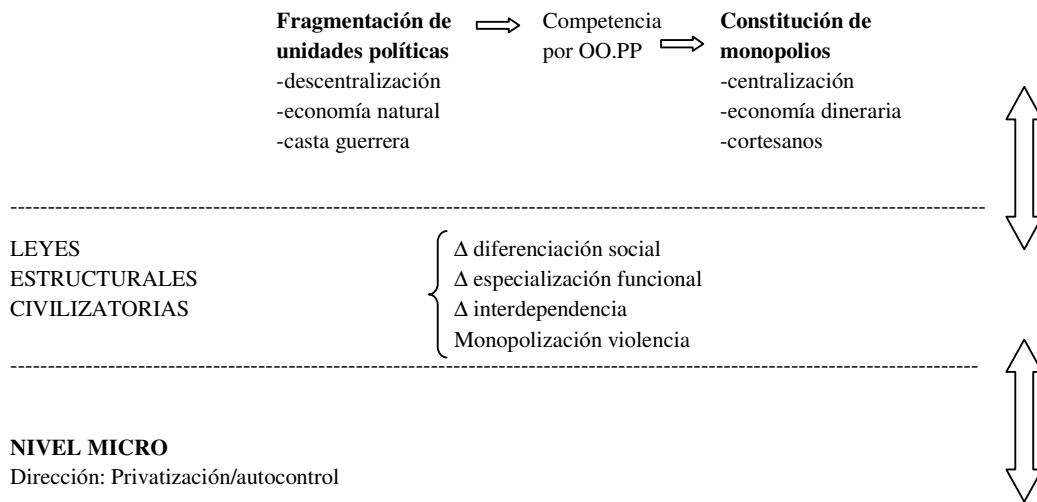 Fragmentación de
unidades políticas
-descentralización
-economía natural
-casta guerrera
Competencia
por OO.PP
Constitución de
monopolios
-centralización
-economía dineraria
-cortesanos
LEYES
ESTRUCTURALES
CIVILIZATORIAS
Δ diferenciación social
Δ especialización funcional
Δ interdependencia
Monopolización violencia
NIVEL MICRO
Dirección: Privatización/autocontrol